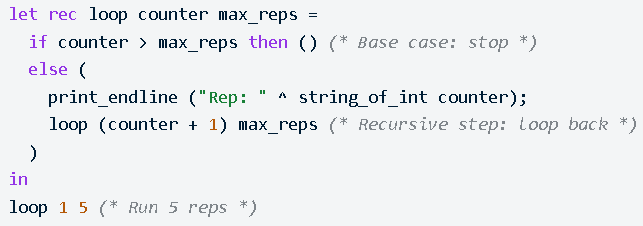 let rec loop counter max_reps =
  if counter > max_reps then () (* Base case: stop *)
  else (
    print_endline ("Rep: " ^ string_of_int counter);
    loop (counter + 1) max_reps (* Recursive step: loop back *)
  )
in
loop 1 5 (* Run 5 reps *)